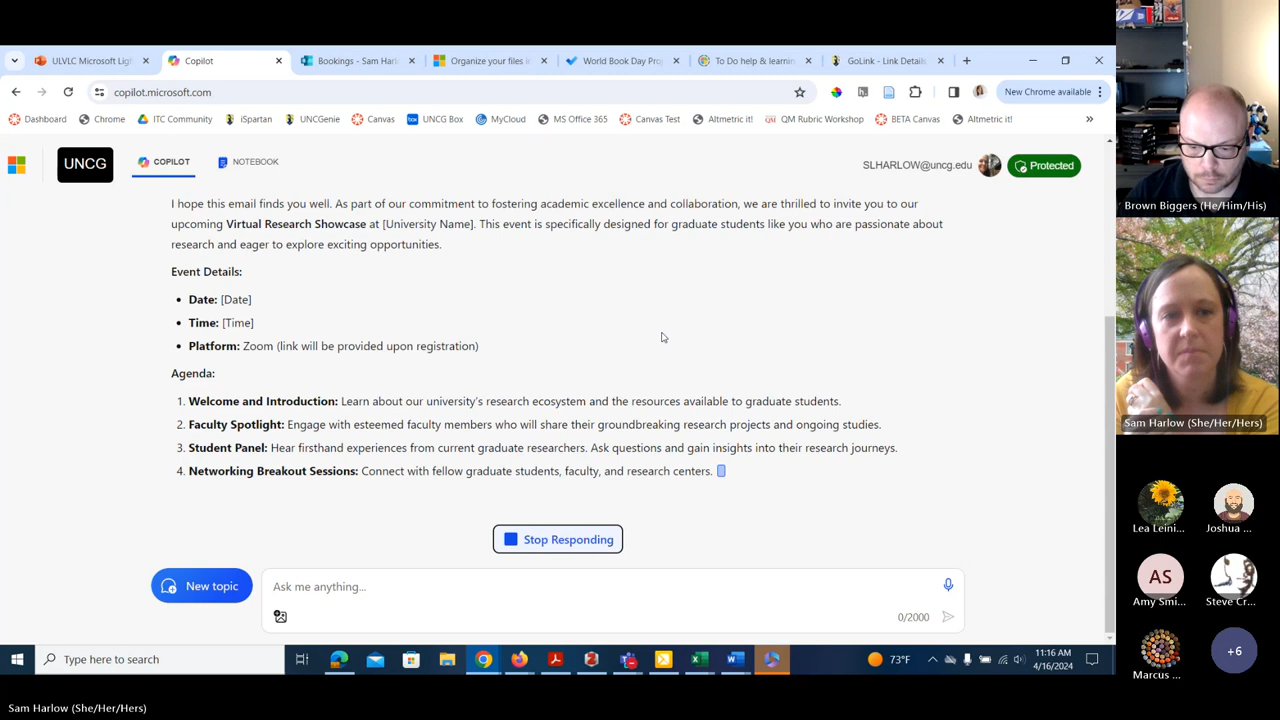 ULVLC Microsoft Ligh
Copilot
Bookings - Sam Harl
Organize your files in
World Book Day Proj
To Do help & learnin
GoLink - Link Details
copilot.microsoft.com
New Chrome available
Dashboard
Chrome
ITC Community
iSpartan
UNCGenie
Canvas
UNCG Box
MyCloud
MS Office 365
Canvas Test
Altmetric it!
QM Rubric Workshop
BETA Canvas
Altmetric it!
»
UNCG
COPILOT
NOTEBOOK
SLHARLOW@uncg.edu
Protected
I hope this email finds you well. As part of our commitment to fostering academic excellence and collaboration, we are thrilled to invite you to our
upcoming Virtual Research Showcase at [University Name]. This event is specifically designed for graduate students like you who are passionate about
research and eager to explore exciting opportunities.
Event Details:
• Date: [Date]
• Time: [Time]
• Platform: Zoom (link will be provided upon registration)
Agenda:
1. Welcome and Introduction: Learn about our university's research ecosystem and the resources available to graduate students.
2. Faculty Spotlight: Engage with esteemed faculty members who will share their groundbreaking research projects and ongoing studies.
3. Student Panel: Hear firsthand experiences from current graduate researchers. Ask questions and gain insights into their research journeys.
4. Networking Breakout Sessions: Connect with fellow graduate students, faculty, and research centers.
Stop Responding
New topic
Ask me anything...
0/2000
Type here to search
73°F
11:16 AM
4/16/2024
Brown Biggers (He/Him/His)
Sam Harlow (She/Her/Hers)
Lea Leini...
Joshua ...
AS
Amy Smi...
Steve Cr...
Marcus ...
+6
Sam Harlow (She/Her/Hers)